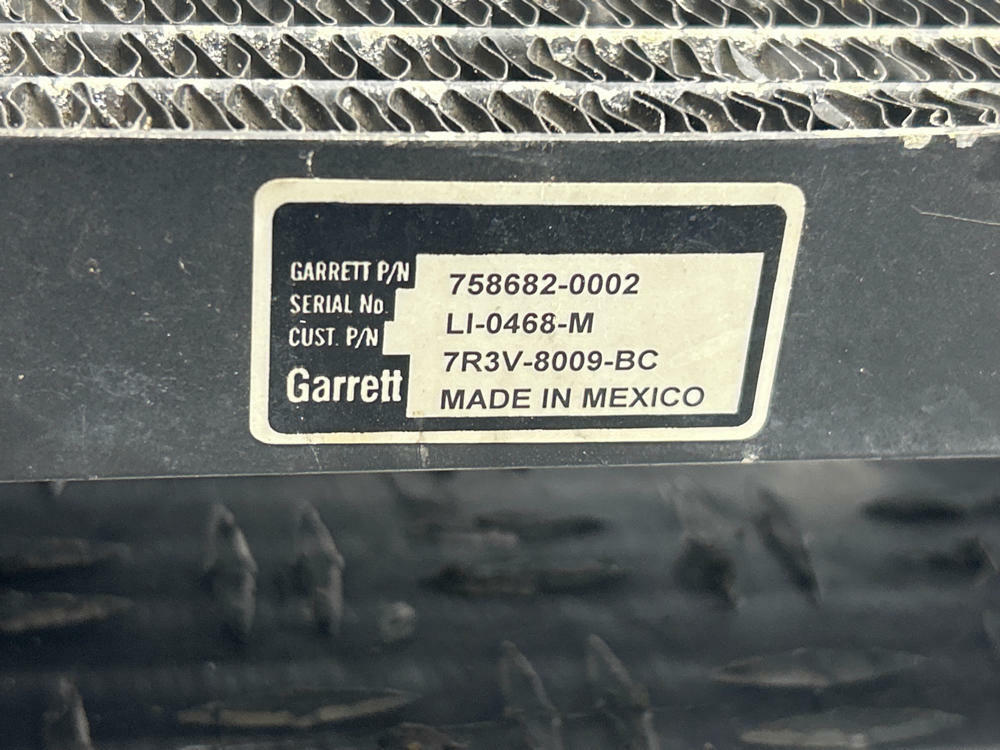 GARRETT P/N 758682-0002
SERIAL No. LI-0468-M
CUST. P/N 7R3V-8009-BC
Garrett MADE IN MEXICO